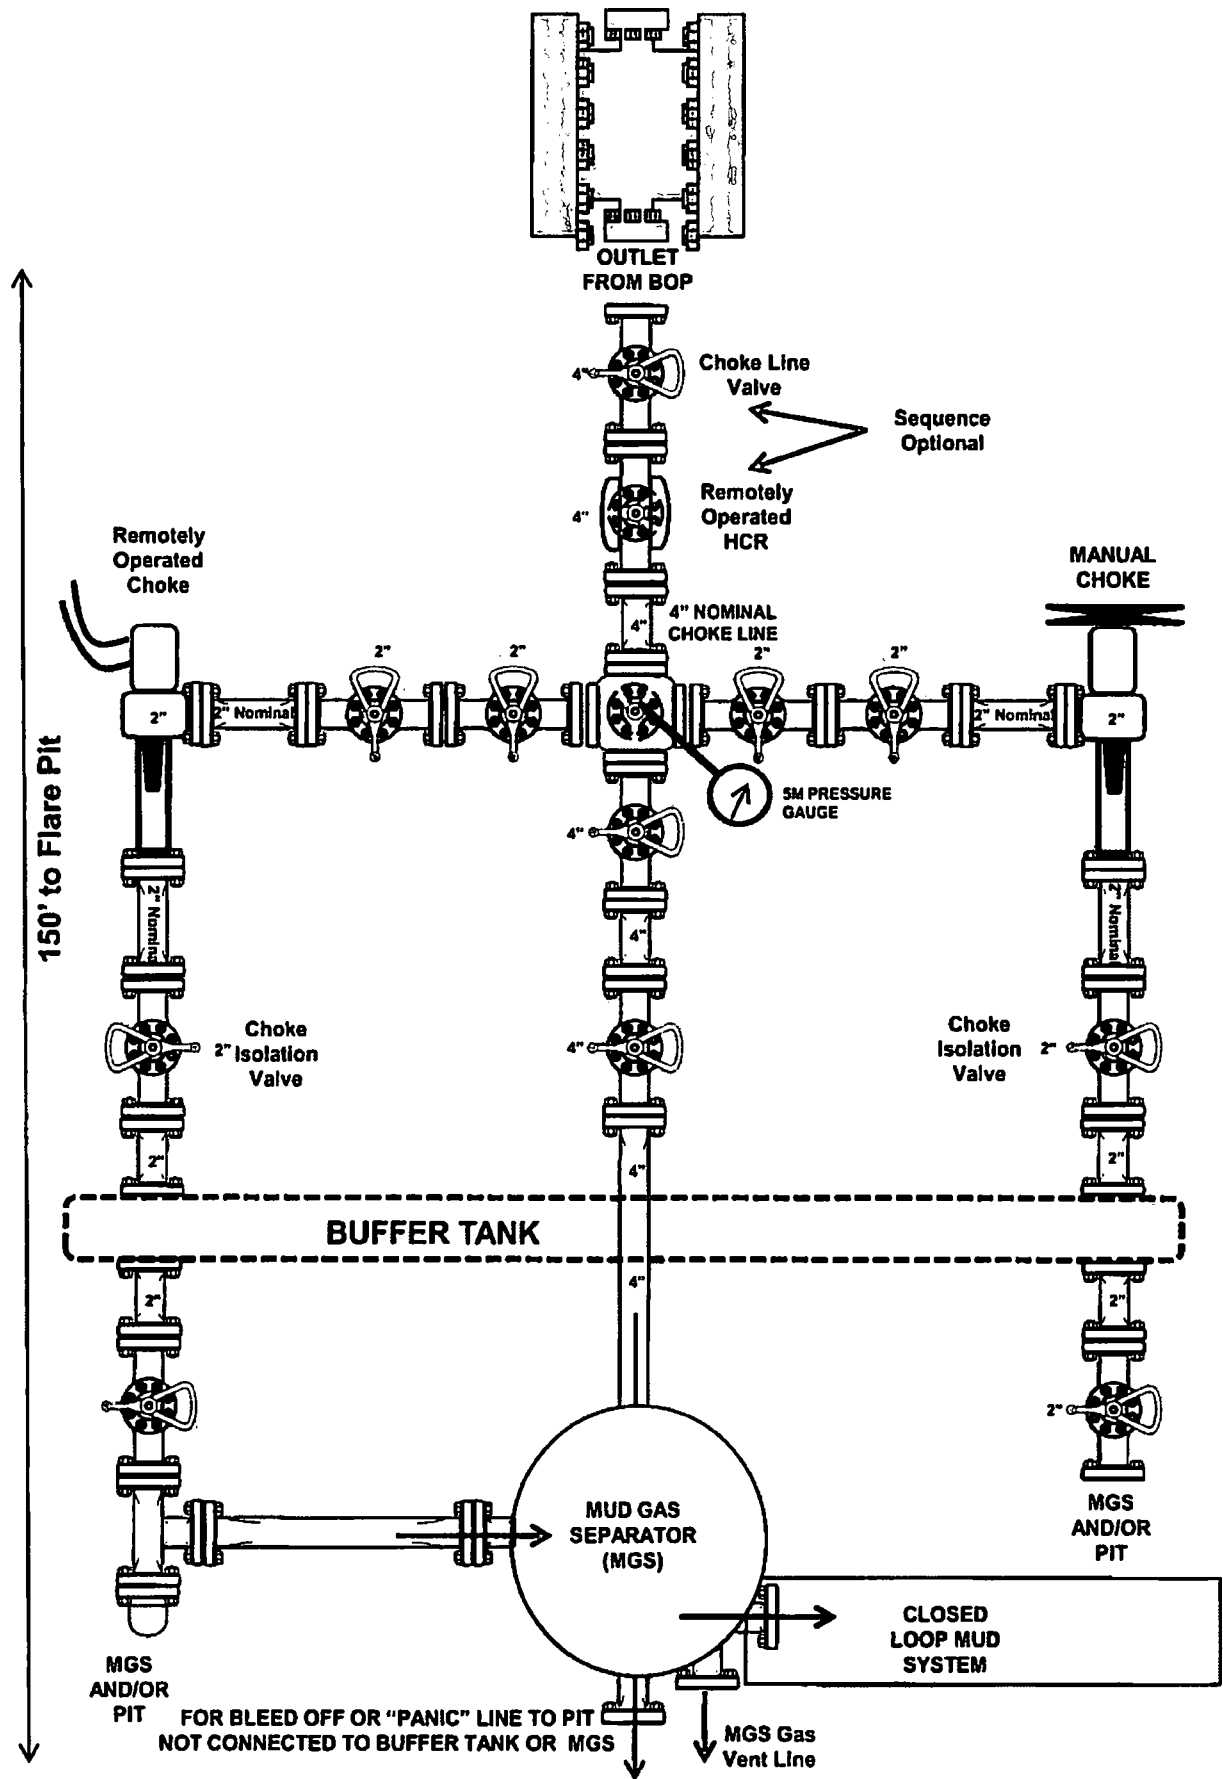 OUTLET
FROM BOP
4"
Choke Line
Valve
Sequence
Optional
4"
Remotely
Operated
HCR
Remotely
Operated
Choke
MANUAL
CHOKE
4"
4" NOMINAL
CHOKE LINE
2"
2"
2"
2"
2"
2" Nominal
2" Nominal
2"
5M PRESSURE
GAUGE
4"
150' to Flare Pit
2" Nominal
4"
2" Nominal
2"
Choke
Isolation
Valve
4"
Choke
Isolation
Valve
2"
2"
4"
2"
BUFFER TANK
2"
4"
2"
2"
MUD GAS
SEPARATOR
(MGS)
MGS
AND/OR
PIT
CLOSED
LOOP MUD
SYSTEM
MGS
AND/OR
PIT
FOR BLEED OFF OR "PANIC" LINE TO PIT
NOT CONNECTED TO BUFFER TANK OR MGS
MGS Gas
Vent Line